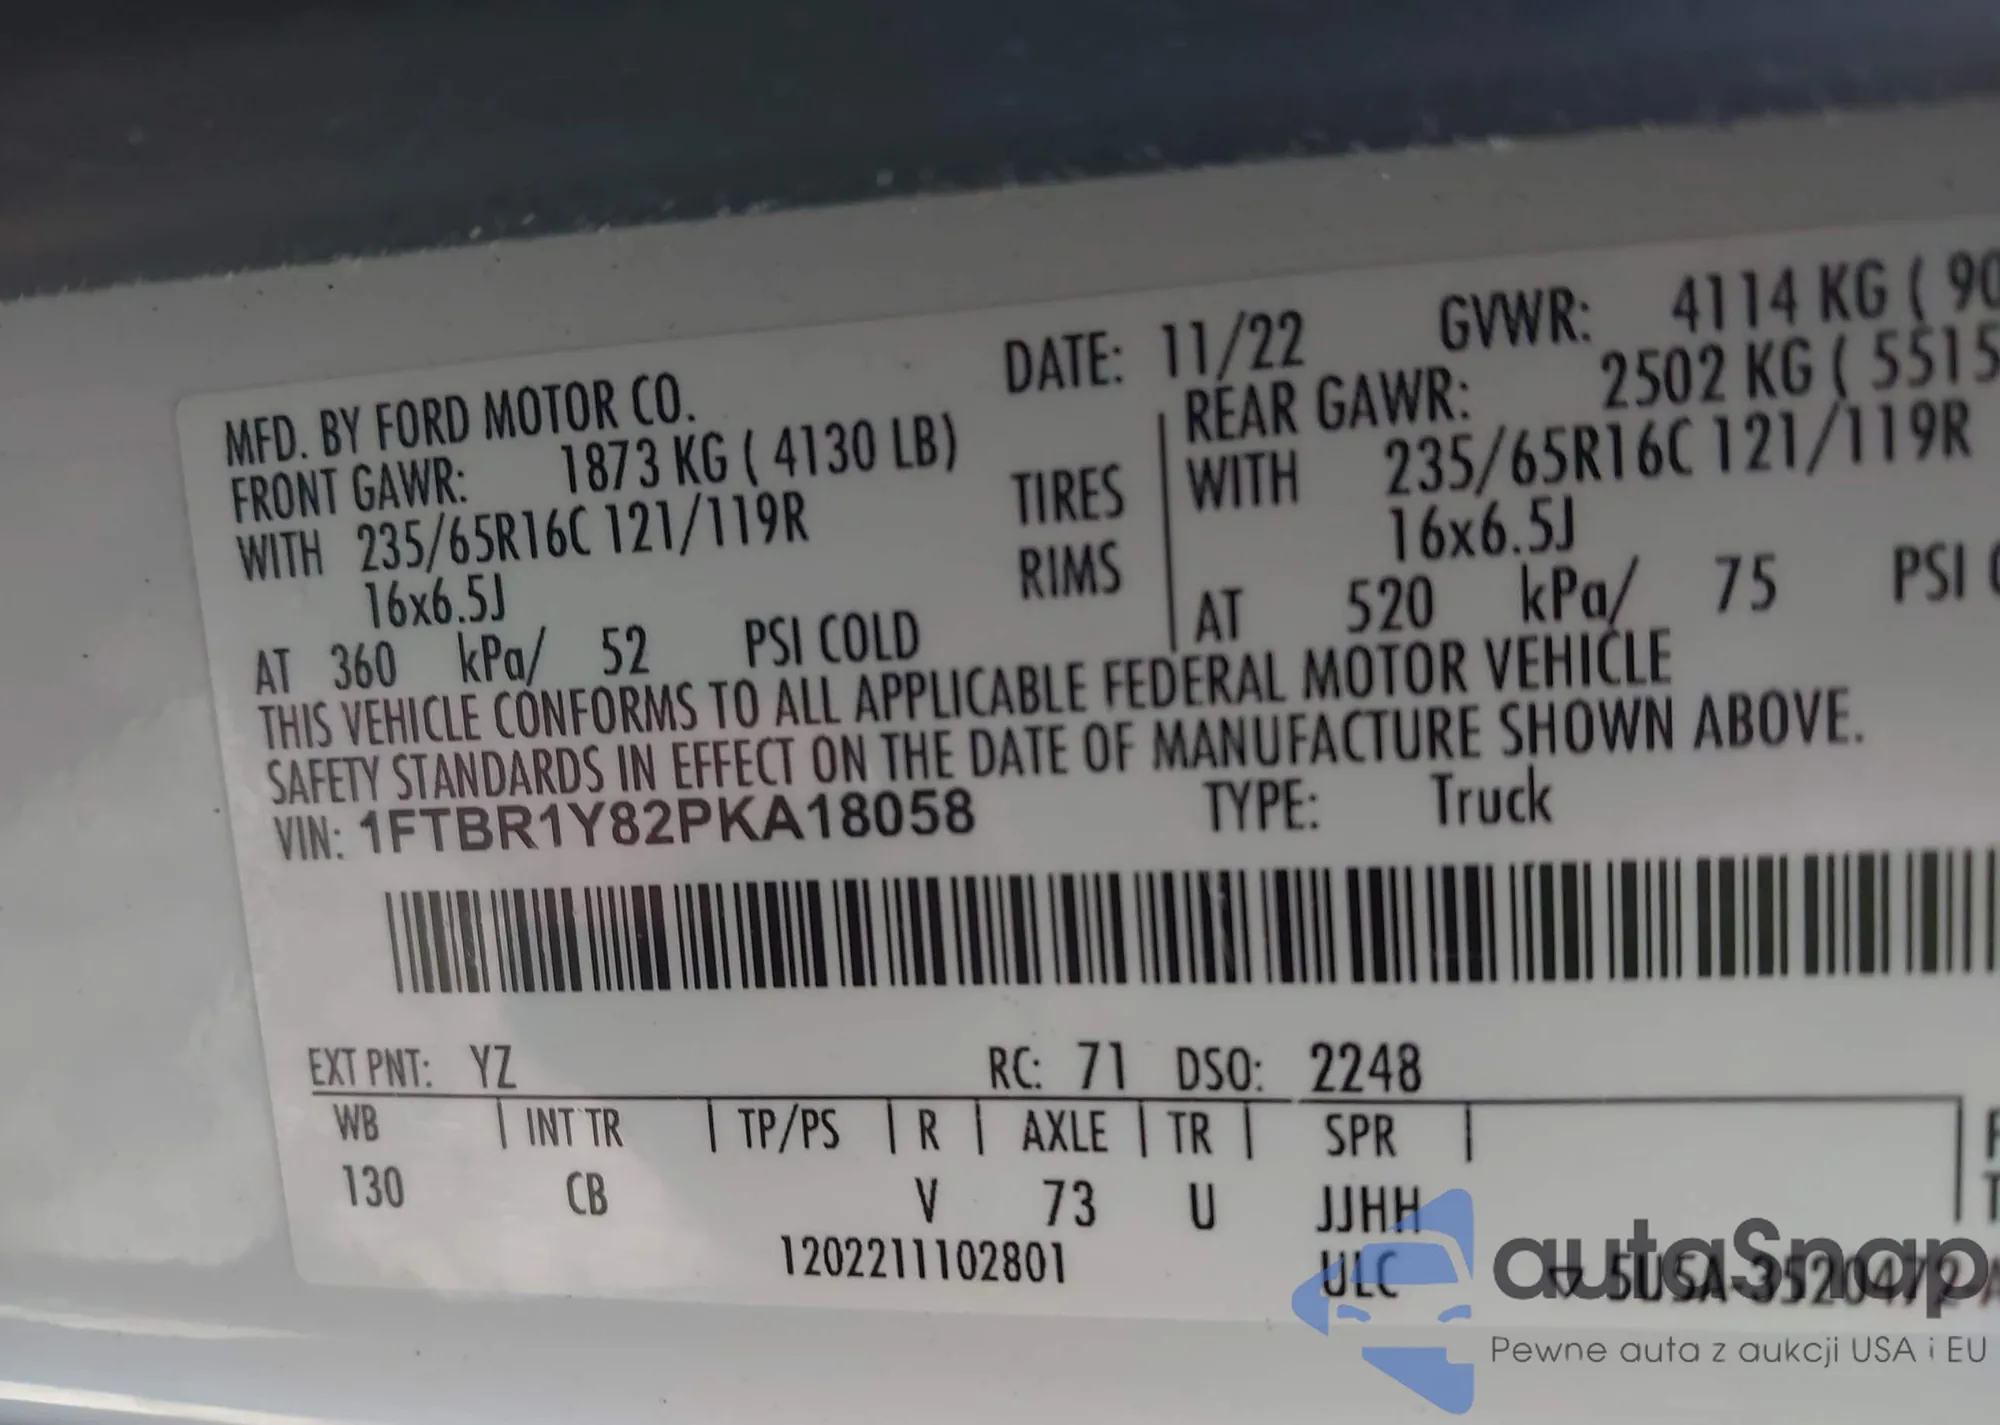 DATE: 11/22 GVWR: 4114 KG ( 90
MFD. BY FORD MOTOR CO.
FRONT GAWR: 1873 KG ( 4130 LB) REAR GAWR: 2502 KG ( 5515
WITH 235/65R16C 121/119R TIRES WITH 235/65R16C 121/119R
16x6.5J RIMS 16x6.5J
AT 360 kPa/ 52 PSI COLD AT 520 kPa/ 75 PSI
THIS VEHICLE CONFORMS TO ALL APPLICABLE FEDERAL MOTOR VEHICLE
SAFETY STANDARDS IN EFFECT ON THE DATE OF MANUFACTURE SHOWN ABOVE.
VIN: 1FTBR1Y82PKA18058 TYPE: Truck
EXT PNT: YZ RC: 71 DSO: 2248
WB | INT TR | TP/PS | R | AXLE | TR | SPR |
130 CB V 73 U JJHH
1202211102801 ULC
autaSnap
Pewne auta z aukcji USA i EU